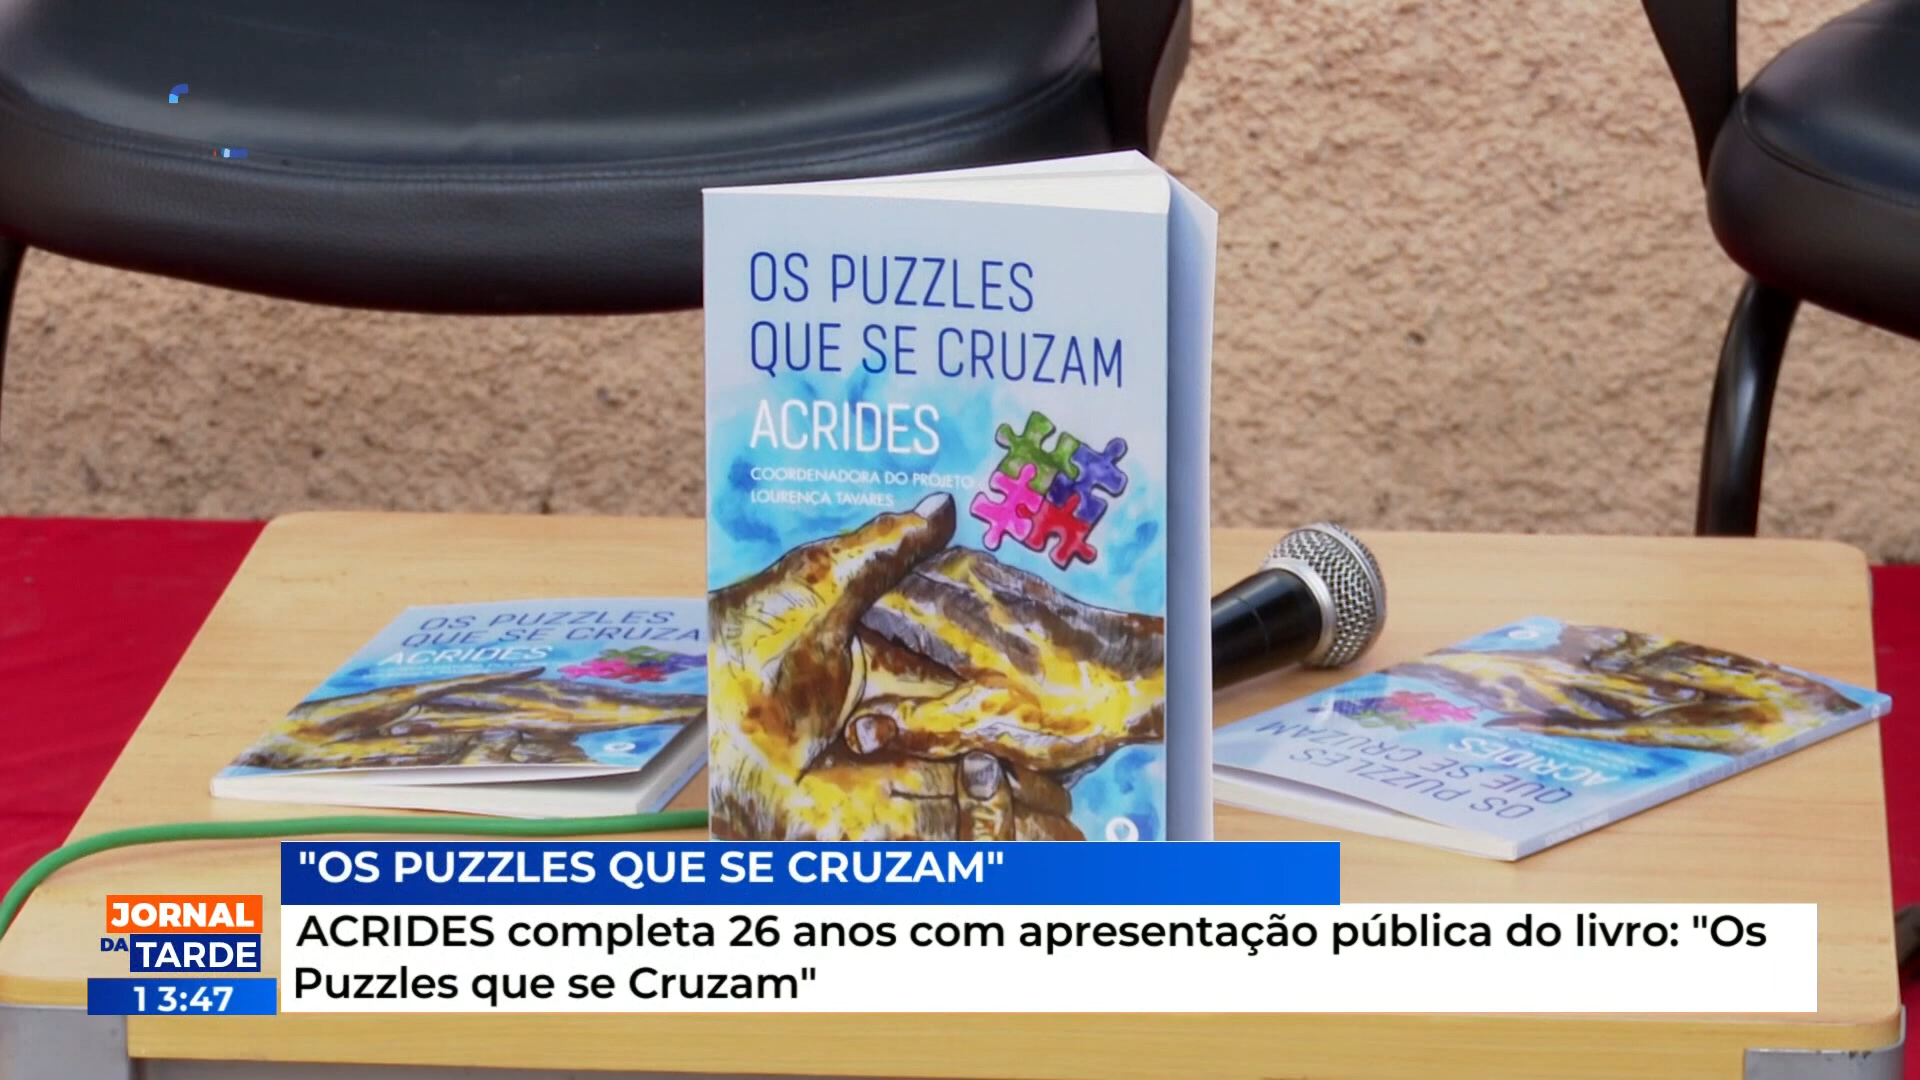 OS PUZZLES
QUE SE CRUZAM
ACRIDES
COORDENADORA DO PROJETO
LOURENÇA TAVARES
OS PUZZLES
QUE SE CRUZA
ACRIDES
OS PUZZLES
QUE SE CRUZAM
ACRIDES
"OS PUZZLES QUE SE CRUZAM"
ACRIDES completa 26 anos com apresentação pública do livro: "Os
Puzzles que se Cruzam"
JORNAL
DA TARDE
13:47